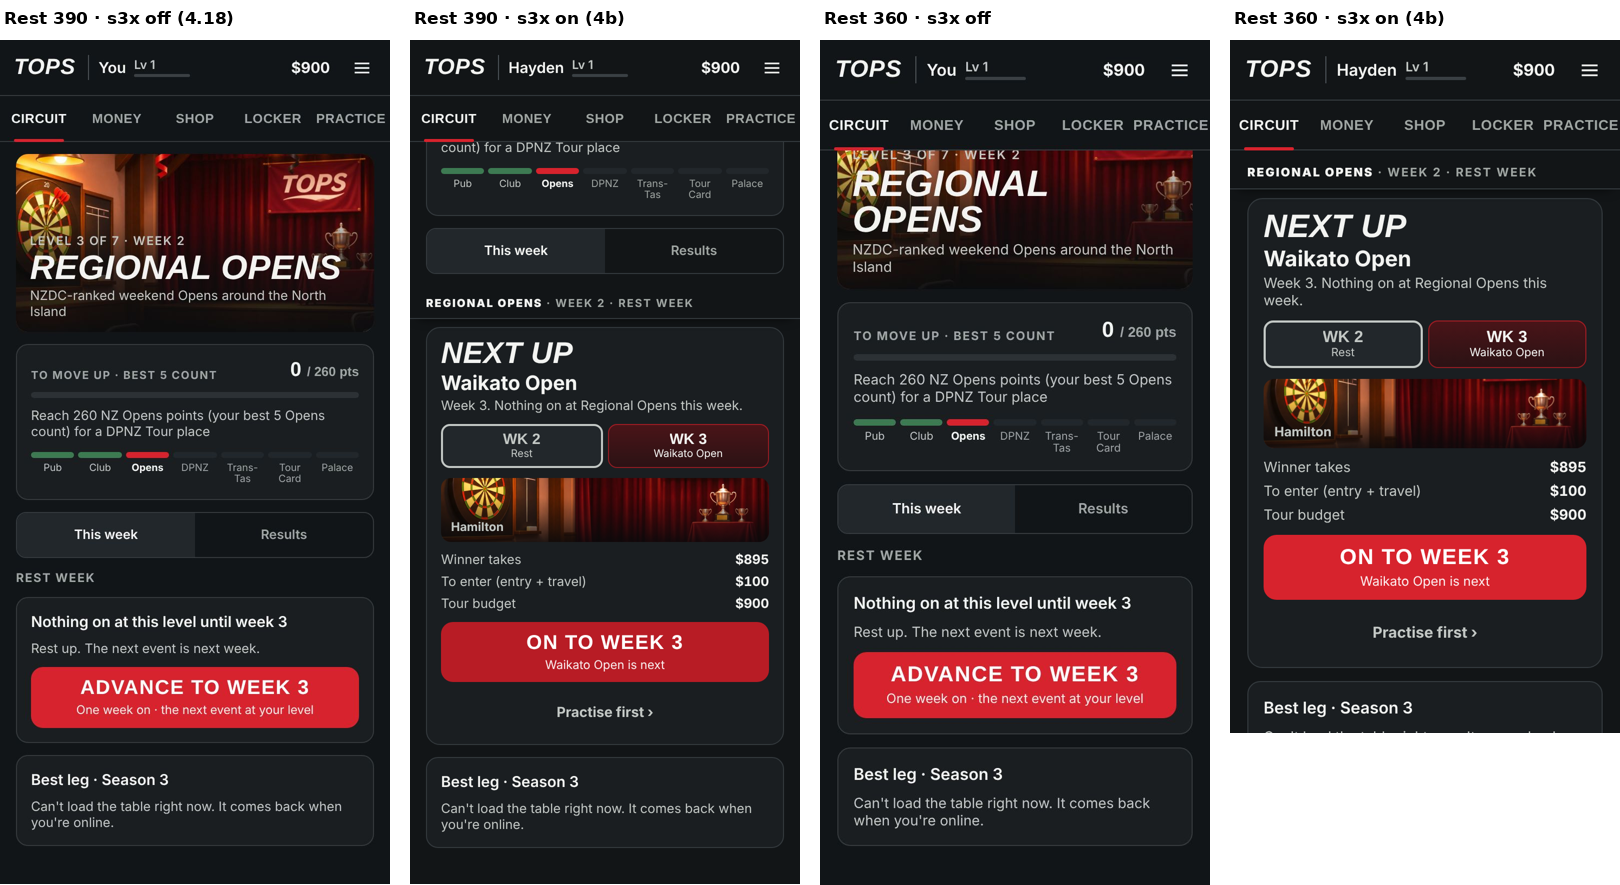 Rest 390 · s3x off (4.18)
TOPS
You Lv 1
$900
CIRCUIT MONEY SHOP LOCKER PRACTICE
TOPS
LEVEL 3 OF 7 · WEEK 2
REGIONAL OPENS
NZDC-ranked weekend Opens around the North
Island
TO MOVE UP · BEST 5 COUNT
0 / 260 pts
Reach 260 NZ Opens points (your best 5 Opens
count) for a DPNZ Tour place
Pub Club Opens DPNZ Trans-
Tas Tour
Card Palace
This week Results
REST WEEK
Nothing on at this level until week 3
Rest up. The next event is next week.
ADVANCE TO WEEK 3
One week on · the next event at your level
Best leg · Season 3
Can't load the table right now. It comes back when
you're online.
Rest 390 · s3x on (4b)
TOPS
Hayden Lv 1
$900
CIRCUIT MONEY SHOP LOCKER PRACTICE
count) for a DPNZ Tour place
Pub Club Opens DPNZ Trans-
Tas Tour
Card Palace
This week Results
REGIONAL OPENS · WEEK 2 · REST WEEK
NEXT UP
Waikato Open
Week 3. Nothing on at Regional Opens this week.
WK 2
Rest
WK 3
Waikato Open
Hamilton
Winner takes $895
To enter (entry + travel) $100
Tour budget $900
ON TO WEEK 3
Waikato Open is next
Practise first ›
Best leg · Season 3
Can't load the table right now. It comes back when
you're online.
Rest 360 · s3x off
TOPS
You Lv 1
$900
CIRCUIT MONEY SHOP LOCKER PRACTICE
LEVEL 3 OF 7 · WEEK 2
REGIONAL
OPENS
NZDC-ranked weekend Opens around the North
Island
TO MOVE UP · BEST 5 COUNT
0 / 260 pts
Reach 260 NZ Opens points (your best 5 Opens
count) for a DPNZ Tour place
Pub Club Opens DPNZ Trans-
Tas Tour
Card Palace
This week Results
REST WEEK
Nothing on at this level until week 3
Rest up. The next event is next week.
ADVANCE TO WEEK 3
One week on · the next event at your level
Best leg · Season 3
Can't load the table right now. It comes back
when you're online.
Rest 360 · s3x on (4b)
TOPS
Hayden Lv 1
$900
CIRCUIT MONEY SHOP LOCKER PRACTICE
REGIONAL OPENS · WEEK 2 · REST WEEK
NEXT UP
Waikato Open
Week 3. Nothing on at Regional Opens this
week.
WK 2
Rest
WK 3
Waikato Open
Hamilton
Winner takes $895
To enter (entry + travel) $100
Tour budget $900
ON TO WEEK 3
Waikato Open is next
Practise first ›
Best leg · Season 3